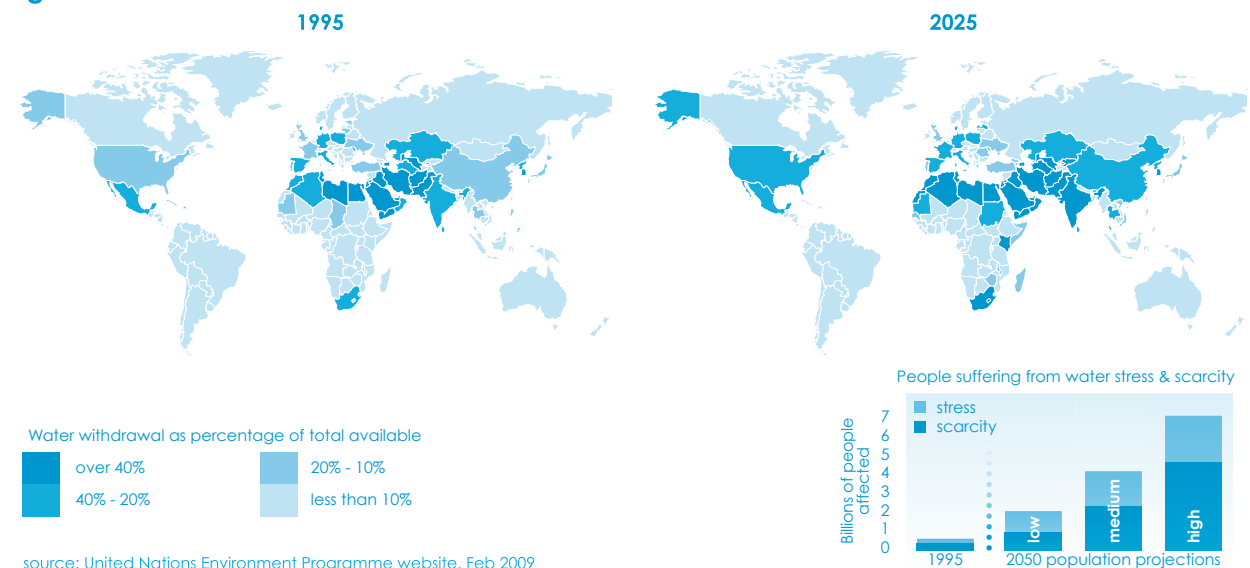 1995
2025
Water withdrawal as percentage of total available
over 40%
20% - 10%
40% - 20%
less than 10%
source: United Nations Environment Programme website, Feb 2009
People suffering from water stress & scarcity
stress
scarcity
Billions of people
affected
7
6
5
4
3
2
1
0
low
medium
high
1995
2050 population projections